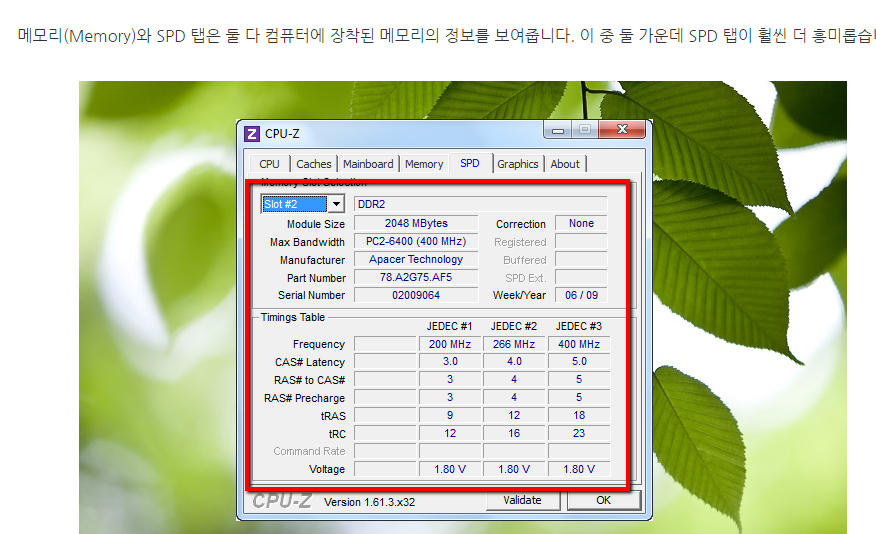 메모리(Memory)와 SPD 탭은 둘 다 컴퓨터에 장착된 메모리의 정보를 보여줍니다. 이 중 둘 가운데 SPD 탭이 훨씬 더 흥미롭습
CPU-Z
CPU Caches Mainboard Memory SPD Graphics About
Memory Slot Selection
Slot #2 DDR2
Module Size 2048 MBytes Correction None
Max Bandwidth PC2-6400 (400 MHz) Registered
Manufacturer Apacer Technology Buffered
Part Number 78.A2G75.AF5 SPD Ext.
Serial Number 02009064 Week/Year 06 / 09
Timings Table
JEDEC #1 JEDEC #2 JEDEC #3
Frequency 200 MHz 266 MHz 400 MHz
CAS# Latency 3.0 4.0 5.0
RAS# to CAS# 3 4 5
RAS# Precharge 3 4 5
tRAS 9 12 18
tRC 12 16 23
Command Rate
Voltage 1.80 V 1.80 V 1.80 V
CPU-Z Version 1.61.3.x32 Validate OK